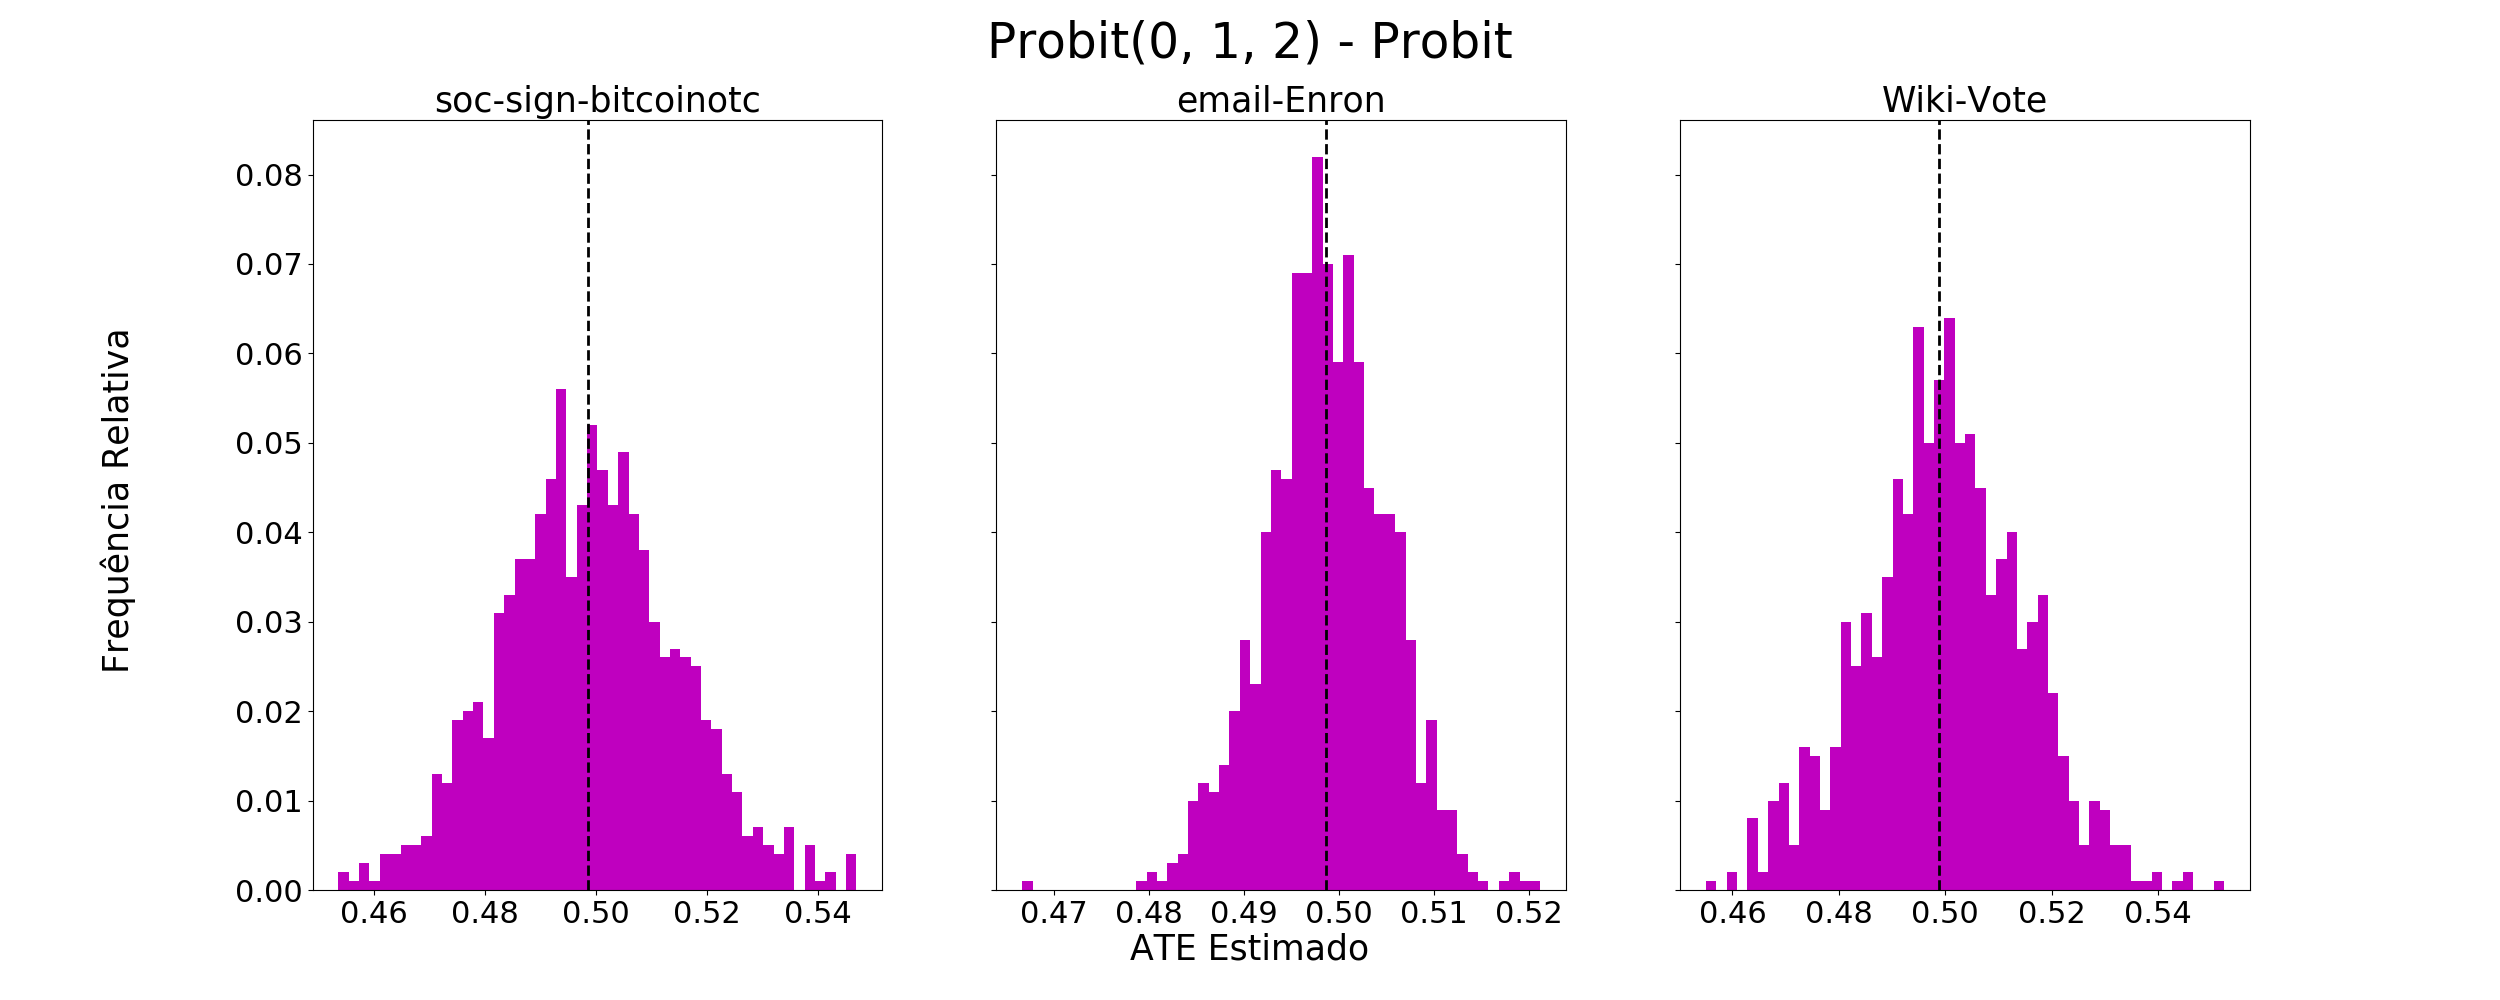 Probit(0, 1, 2) - Probit
soc-sign-bitcoinotc
email-Enron
Wiki-Vote
Frequência Relativa
0.08
0.07
0.06
0.05
0.04
0.03
0.02
0.01
0.00
0.46 0.48 0.50 0.52 0.54
0.47 0.48 0.49 0.50 0.51 0.52
0.46 0.48 0.50 0.52 0.54
ATE Estimado